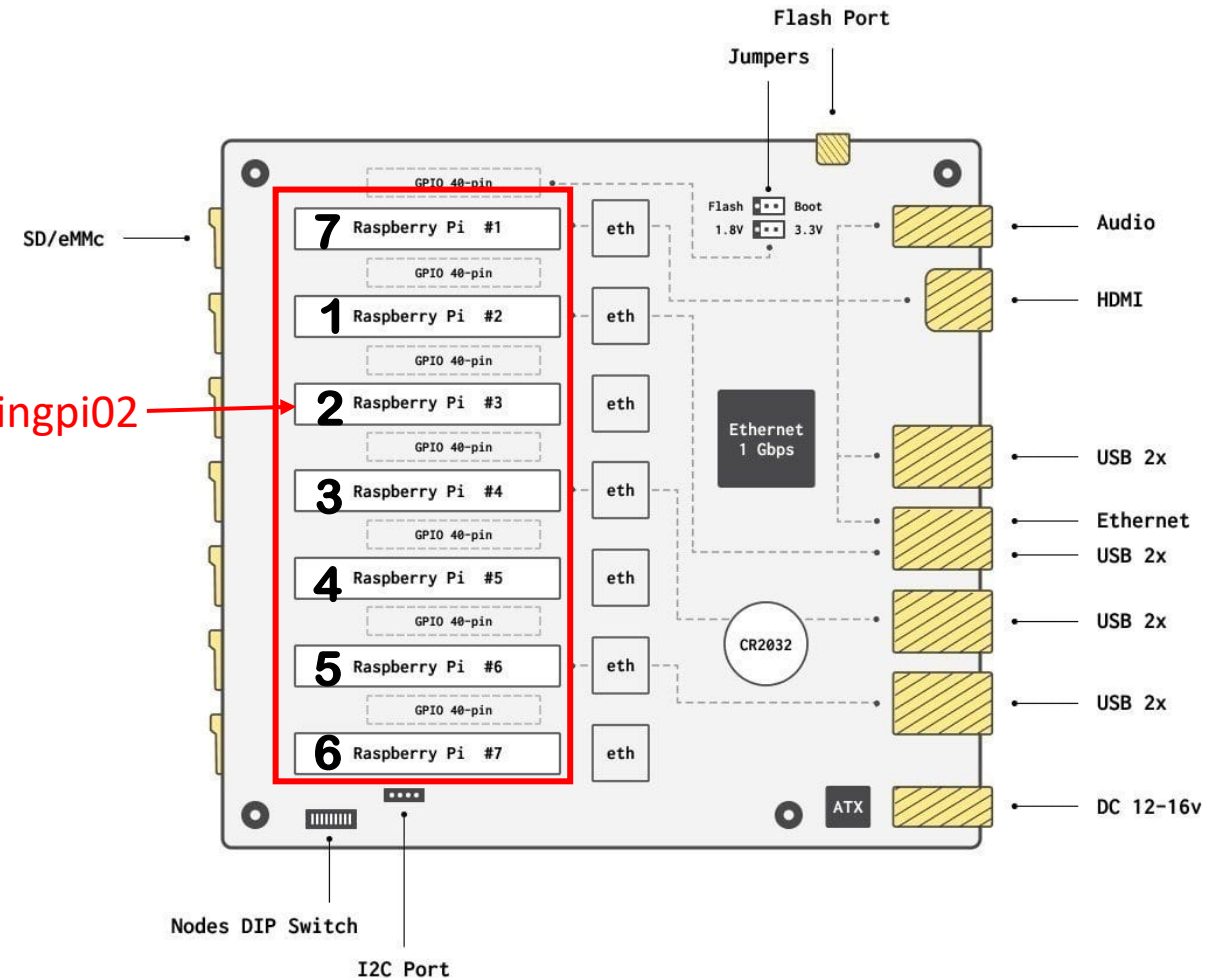 Flash Port
Jumpers
GPIO 40-pin
Flash Boot
7 Raspberry Pi #1 eth
1.8V 3.3V
Audio
SD/eMMc
GPIO 40-pin
HDMI
1 Raspberry Pi #2 eth
GPIO 40-pin
ingpi02
2 Raspberry Pi #3 eth
Ethernet
1 Gbps
GPIO 40-pin
USB 2x
3 Raspberry Pi #4 eth
Ethernet
GPIO 40-pin
USB 2x
4 Raspberry Pi #5 eth
GPIO 40-pin
USB 2x
CR2032
5 Raspberry Pi #6 eth
GPIO 40-pin
USB 2x
6 Raspberry Pi #7 eth
ATX
DC 12-16v
Nodes DIP Switch
I2C Port